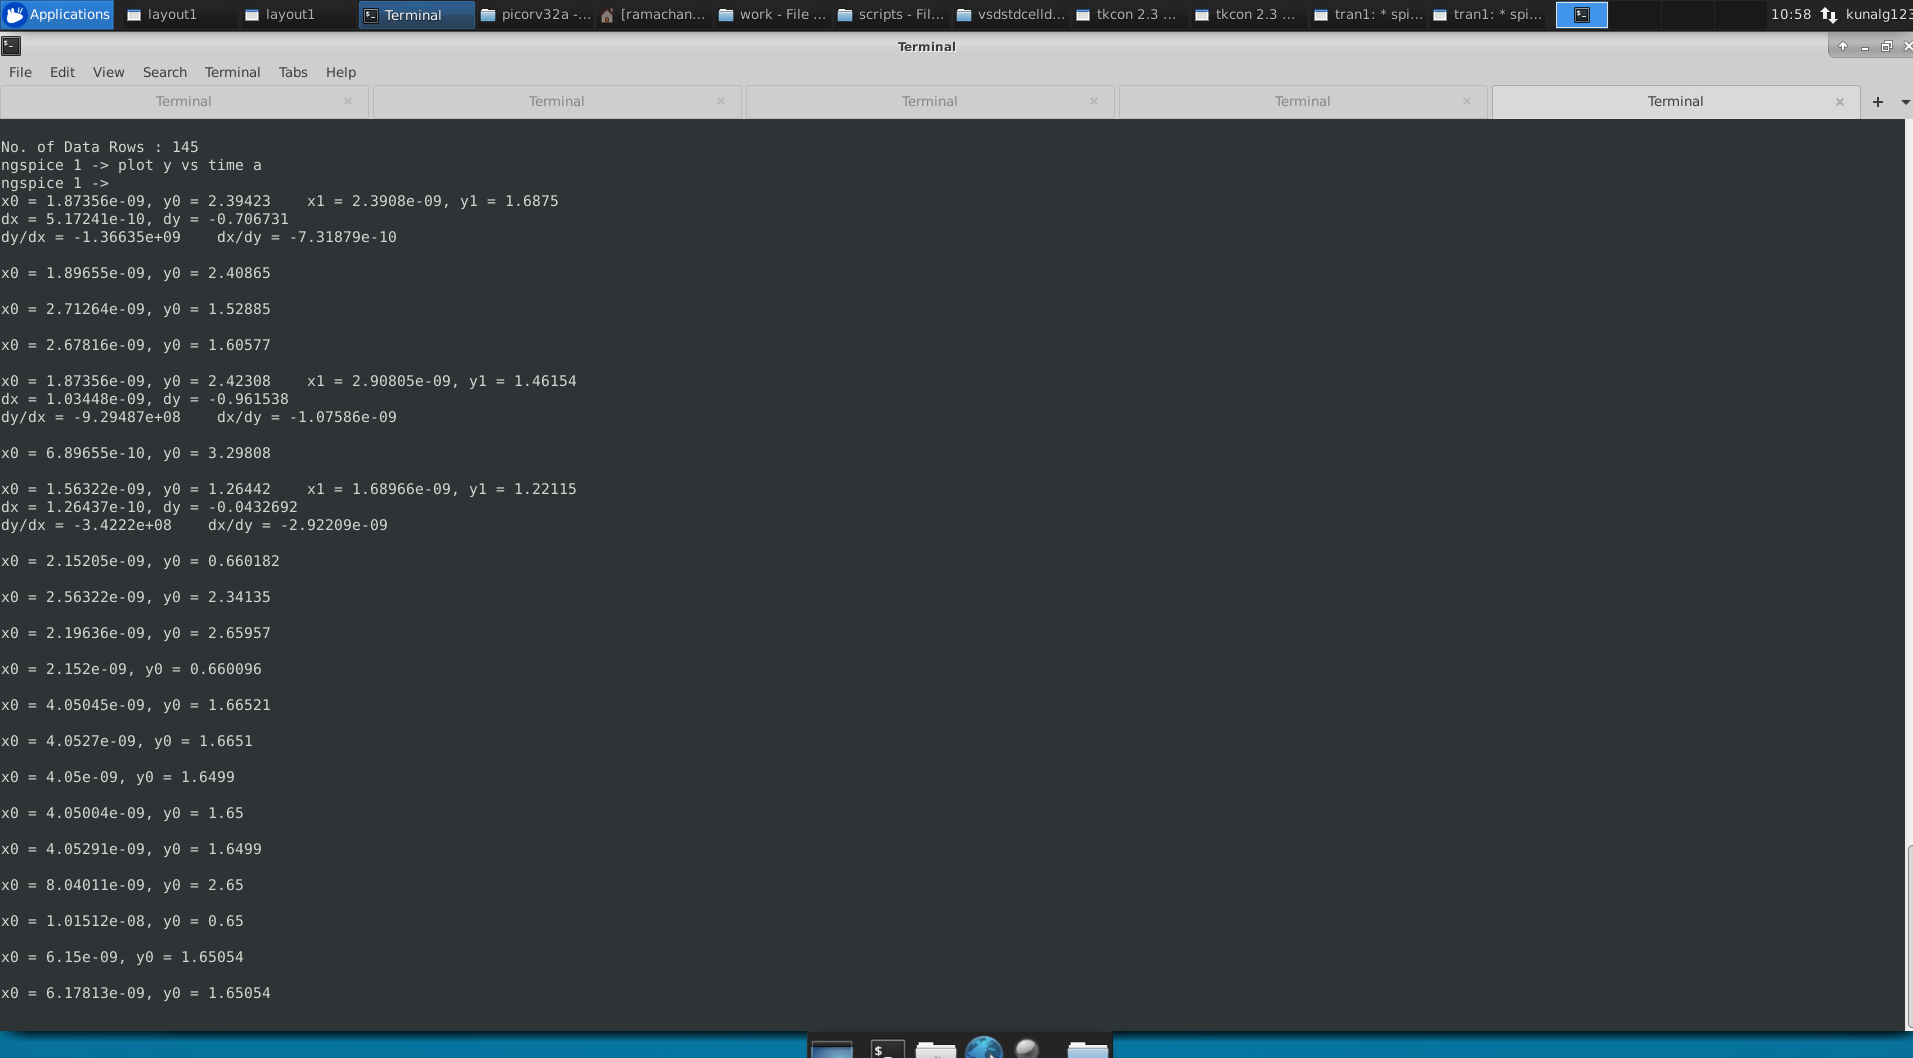 Applications layout1 layout1 Terminal picorv32a -... [ramachan... work - File ... scripts - Fil... vsdstdcelld... tkcon 2.3 ... tkcon 2.3 ... tran1: * spi... tran1: * spi... 10:58 kunalg123
Terminal
File Edit View Search Terminal Tabs Help
Terminal Terminal Terminal Terminal Terminal
No. of Data Rows : 145
ngspice 1 -> plot y vs time a
ngspice 1 ->
x0 = 1.87356e-09, y0 = 2.39423    x1 = 2.3908e-09, y1 = 1.6875
dx = 5.17241e-10, dy = -0.706731
dy/dx = -1.36635e+09    dx/dy = -7.31879e-10
x0 = 1.89655e-09, y0 = 2.40865
x0 = 2.71264e-09, y0 = 1.52885
x0 = 2.67816e-09, y0 = 1.60577
x0 = 1.87356e-09, y0 = 2.42308    x1 = 2.90805e-09, y1 = 1.46154
dx = 1.03448e-09, dy = -0.961538
dy/dx = -9.29487e+08    dx/dy = -1.07586e-09
x0 = 6.89655e-10, y0 = 3.29808
x0 = 1.56322e-09, y0 = 1.26442    x1 = 1.68966e-09, y1 = 1.22115
dx = 1.26437e-10, dy = -0.0432692
dy/dx = -3.4222e+08    dx/dy = -2.92209e-09
x0 = 2.15205e-09, y0 = 0.660182
x0 = 2.56322e-09, y0 = 2.34135
x0 = 2.19636e-09, y0 = 2.65957
x0 = 2.152e-09, y0 = 0.660096
x0 = 4.05045e-09, y0 = 1.66521
x0 = 4.0527e-09, y0 = 1.6651
x0 = 4.05e-09, y0 = 1.6499
x0 = 4.05004e-09, y0 = 1.65
x0 = 4.05291e-09, y0 = 1.6499
x0 = 8.04011e-09, y0 = 2.65
x0 = 1.01512e-08, y0 = 0.65
x0 = 6.15e-09, y0 = 1.65054
x0 = 6.17813e-09, y0 = 1.65054